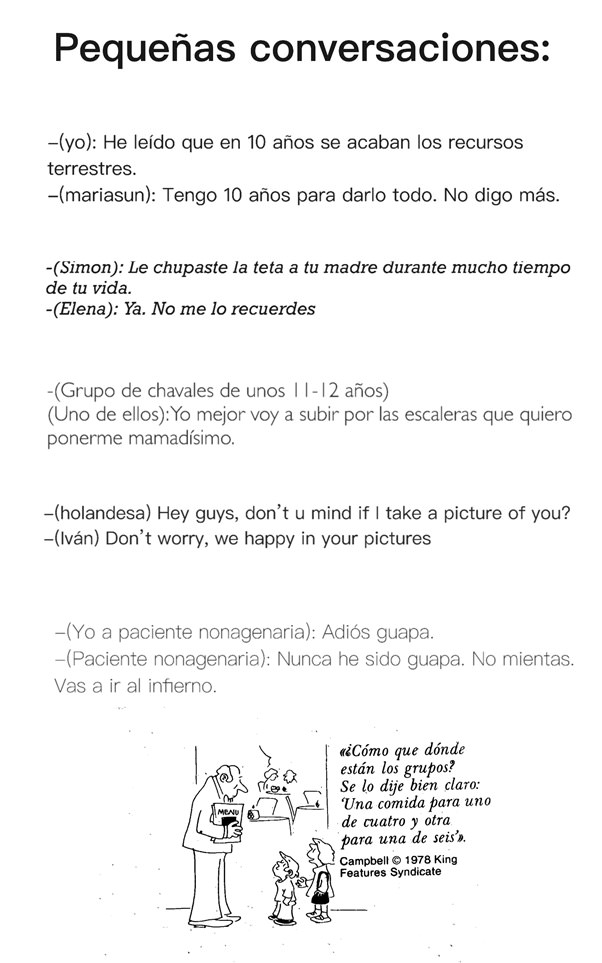 Pequeñas conversaciones:
–(yo): He leído que en 10 años se acaban los recursos
terrestres.
–(mariasun): Tengo 10 años para darlo todo. No digo más.
-(Simon): Le chupaste la teta a tu madre durante mucho tiempo
de tu vida.
-(Elena): Ya. No me lo recuerdes
-(Grupo de chavales de unos 11-12 años)
(Uno de ellos):Yo mejor voy a subir por las escaleras que quiero
ponerme mamadísimo.
–(holandesa) Hey guys, don't u mind if I take a picture of you?
–(Iván) Don't worry, we happy in your pictures
–(Yo a paciente nonagenaria): Adiós guapa.
–(Paciente nonagenaria): Nunca he sido guapa. No mientas.
Vas a ir al infierno.
MENU
«¿Cómo que dónde
están los grupos?
Se lo dije bien claro:
'Una comida para uno
de cuatro y otra
para una de seis'».
Campbell © 1978 King
Features Syndicate